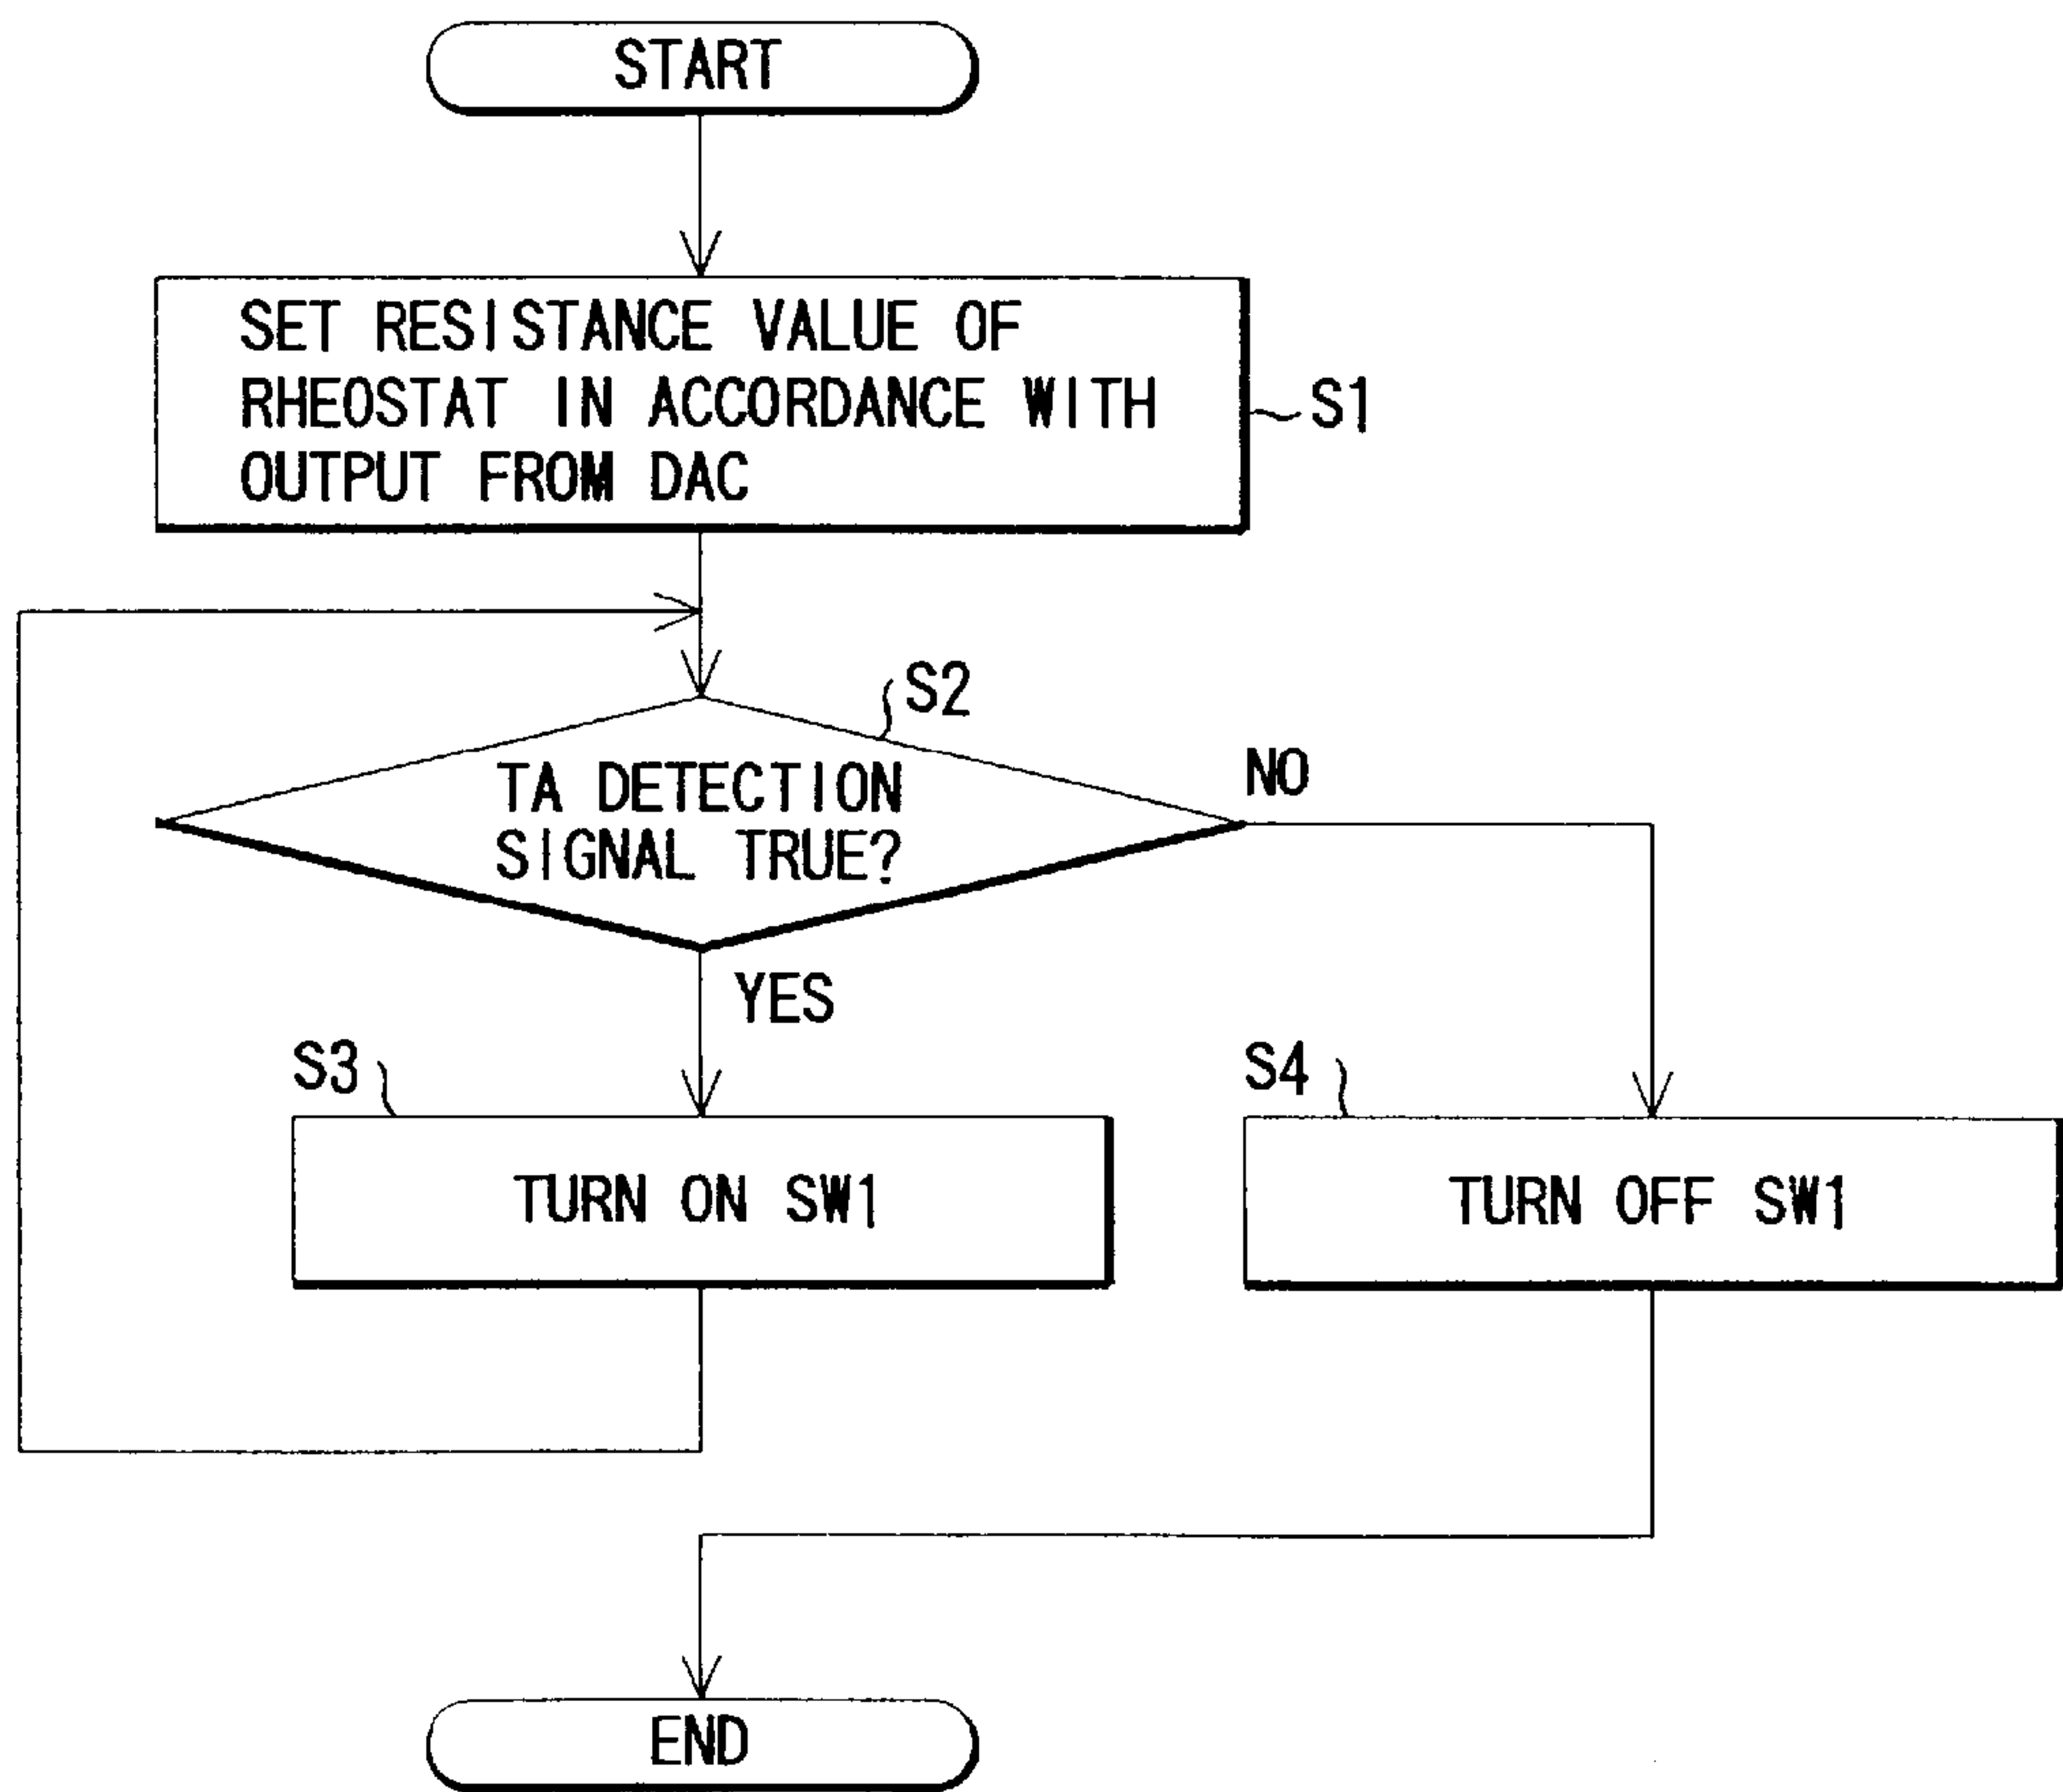 START
SET RESISTANCE VALUE OF
RHEOSTAT IN ACCORDANCE WITH
OUTPUT FROM DAC
S1
S2
TA DETECTION
SIGNAL TRUE?
NO
YES
S3
S4
TURN ON SW1
TURN OFF SW1
END